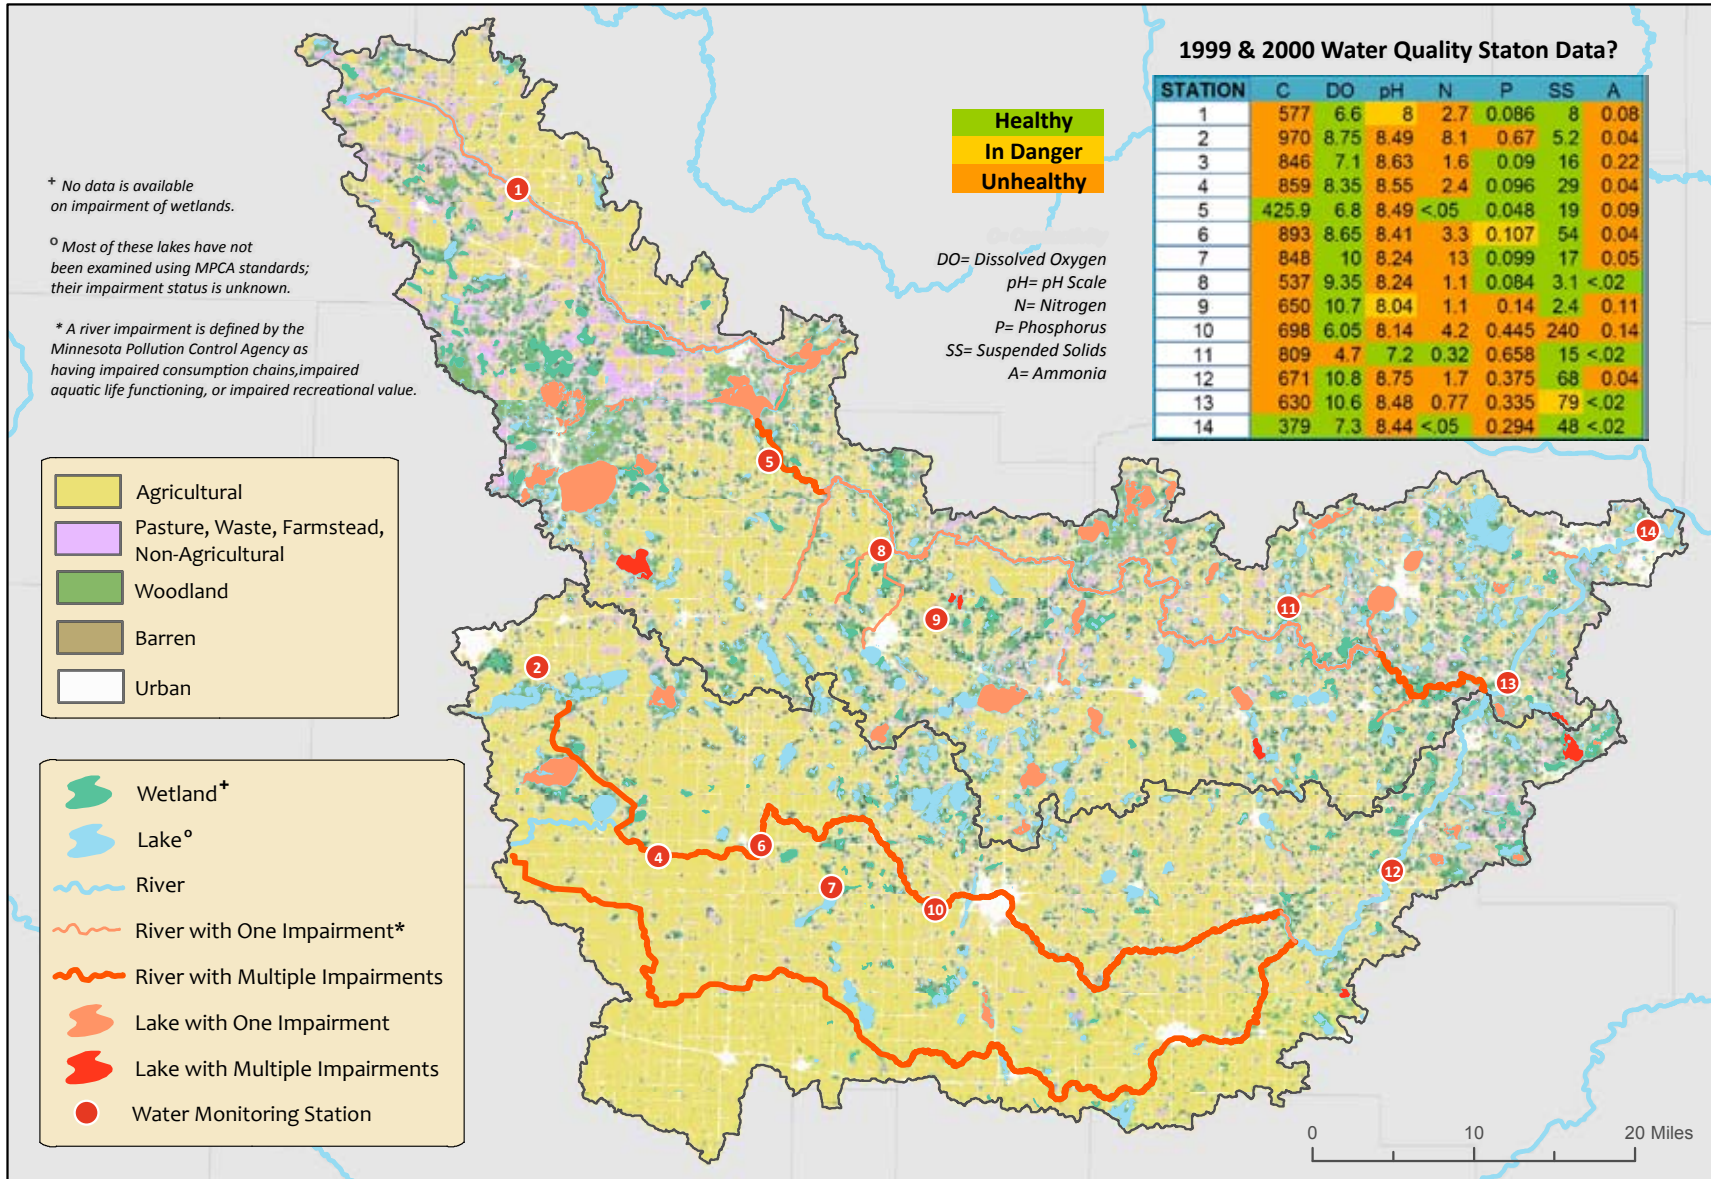 1999 & 2000 Water Quality Staton Data?
STATION C DO pH N P SS A
1 577 6.6 8 2.7 0.086 8 0.08
2 970 8.75 8.49 8.1 0.67 5.2 0.04
3 846 7.1 8.63 1.6 0.09 16 0.22
4 859 8.35 8.55 2.4 0.096 29 0.04
5 425.9 6.8 8.49 <.05 0.048 19 0.09
6 893 8.65 8.41 3.3 0.107 54 0.04
7 848 10 8.24 13 0.099 17 0.05
8 537 9.35 8.24 1.1 0.084 3.1 <.02
9 650 10.7 8.04 1.1 0.14 2.4 0.11
10 698 6.05 8.14 4.2 0.445 240 0.14
11 809 4.7 7.2 0.32 0.658 15 <.02
12 671 10.8 8.75 1.7 0.375 68 0.04
13 630 10.6 8.48 0.77 0.335 79 <.02
14 379 7.3 8.44 <.05 0.294 48 <.02
Healthy
In Danger
Unhealthy
DO= Dissolved Oxygen
pH= pH Scale
N= Nitrogen
P= Phosphorus
SS= Suspended Solids
A= Ammonia
+ No data is available
on impairment of wetlands.
o Most of these lakes have not
been examined using MPCA standards;
their impairment status is unknown.
* A river impairment is defined by the
Minnesota Pollution Control Agency as
having impaired consumption chains,impaired
aquatic life functioning, or impaired recreational value.
Agricultural
Pasture, Waste, Farmstead,
Non-Agricultural
Woodland
Barren
Urban
Wetland+
Lakeo
River
River with One Impairment*
River with Multiple Impairments
Lake with One Impairment
Lake with Multiple Impairments
Water Monitoring Station
1
5
14
8
11
9
2
13
6
4
12
7
10
0 10 20 Miles